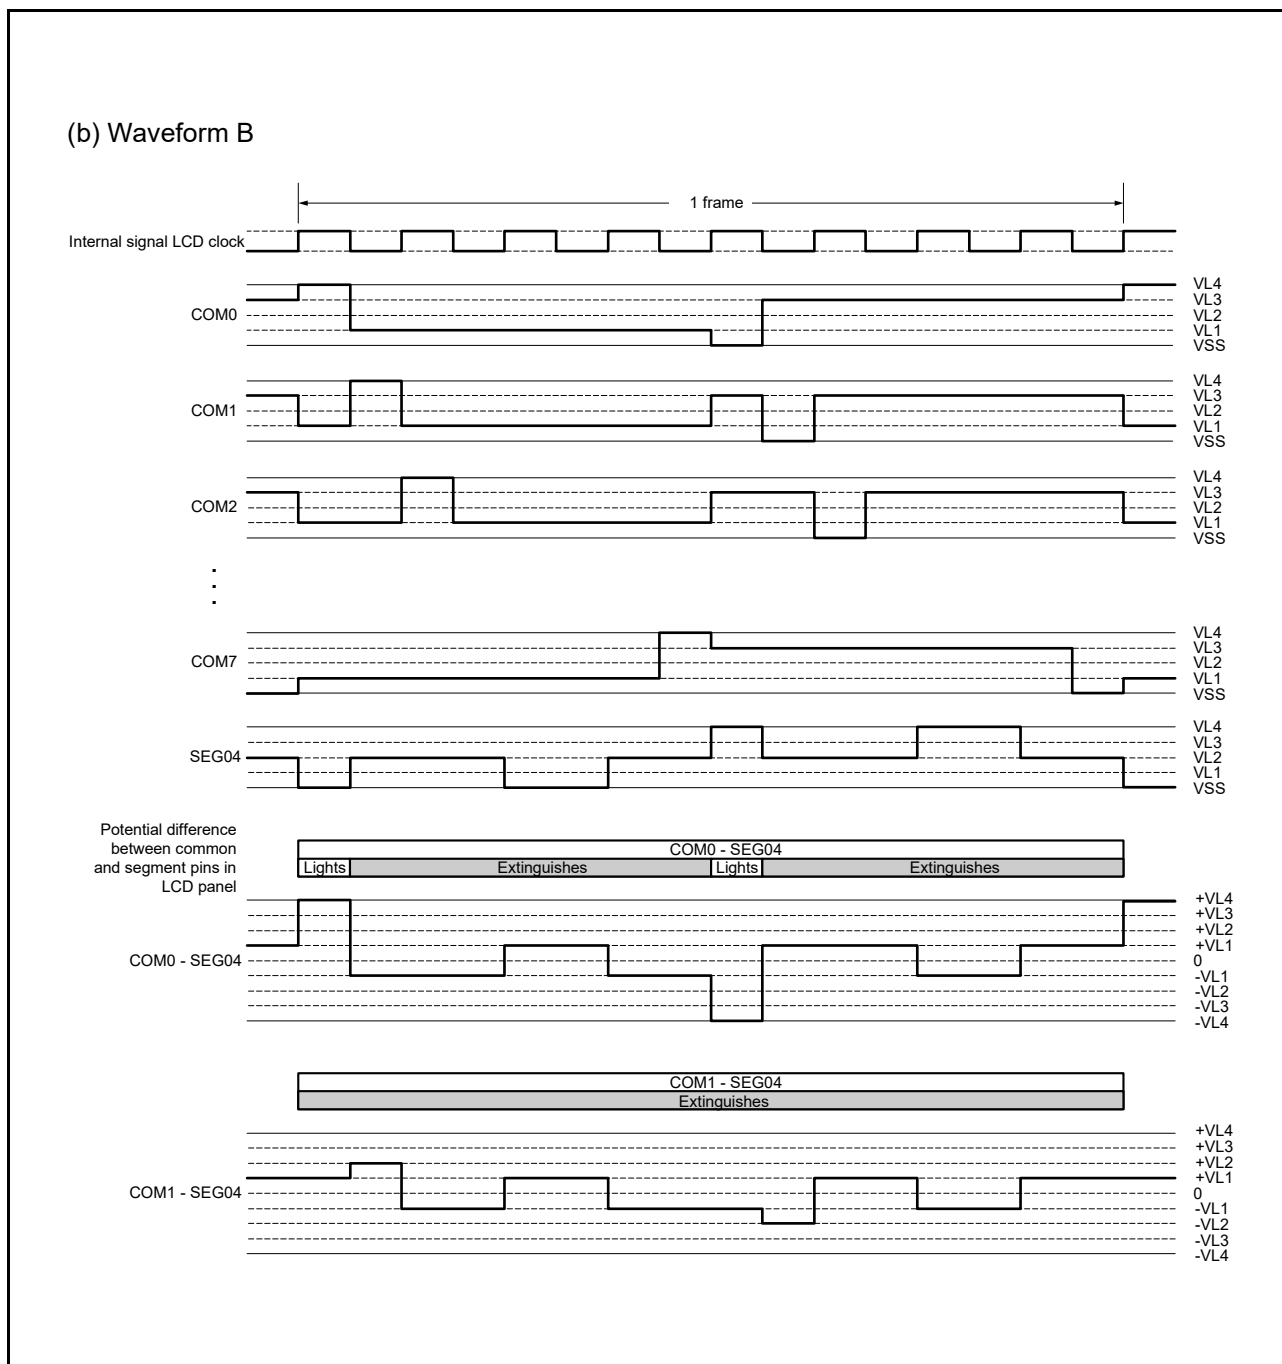 (b) Waveform B
1 frame
Internal signal LCD clock
COM0
VL4
VL3
VL2
VL1
VSS
COM1
VL4
VL3
VL2
VL1
VSS
COM2
VL4
VL3
VL2
VL1
VSS
COM7
VL4
VL3
VL2
VL1
VSS
SEG04
VL4
VL3
VL2
VL1
VSS
Potential difference
between common
and segment pins in
LCD panel
COM0 - SEG04
Lights Extinguishes Lights Extinguishes
COM0 - SEG04
+VL4
+VL3
+VL2
+VL1
0
-VL1
-VL2
-VL3
-VL4
COM1 - SEG04
Extinguishes
COM1 - SEG04
+VL4
+VL3
+VL2
+VL1
0
-VL1
-VL2
-VL3
-VL4